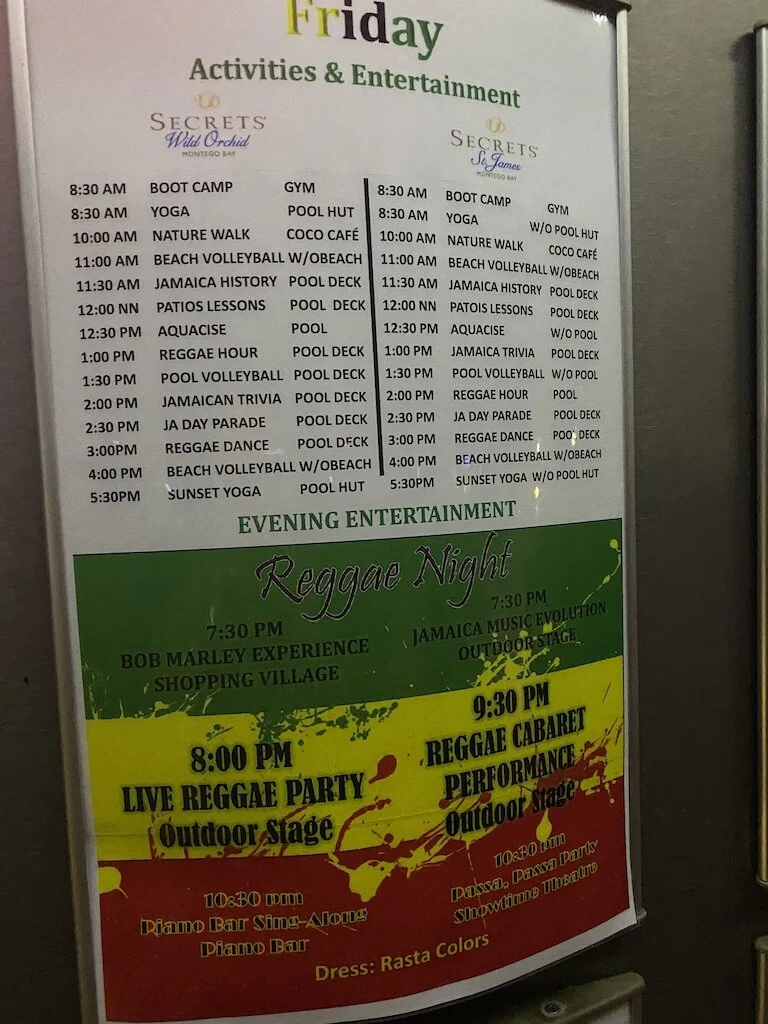 Friday
Activities & Entertainment
SECRETS
Wild Orchid
MONTEGO BAY
8:30 AM BOOT CAMP GYM
8:30 AM YOGA POOL HUT
10:00 AM NATURE WALK COCO CAFÉ
11:00 AM BEACH VOLLEYBALL W/OBEACH
11:30 AM JAMAICA HISTORY POOL DECK
12:00 NN PATIOS LESSONS POOL DECK
12:30 PM AQUACISE POOL
1:00 PM REGGAE HOUR POOL DECK
1:30 PM POOL VOLLEYBALL POOL DECK
2:00 PM JAMAICAN TRIVIA POOL DECK
2:30 PM JA DAY PARADE POOL DECK
3:00PM REGGAE DANCE POOL DECK
4:00 PM BEACH VOLLEYBALL W/OBEACH
5:30PM SUNSET YOGA POOL HUT
SECRETS
St. James
MONTEGO BAY
8:30 AM BOOT CAMP GYM
8:30 AM YOGA W/O POOL HUT
10:00 AM NATURE WALK COCO CAFÉ
11:00 AM BEACH VOLLEYBALL W/OBEACH
11:30 AM JAMAICA HISTORY POOL DECK
12:00 NN PATOIS LESSONS POOL DECK
12:30 PM AQUACISE W/O POOL
1:00 PM JAMAICA TRIVIA POOL DECK
1:30 PM POOL VOLLEYBALL W/O POOL
2:00 PM REGGAE HOUR POOL
2:30 PM JA DAY PARADE POOL DECK
3:00 PM REGGAE DANCE POOL DECK
4:00 PM BEACH VOLLEYBALL W/OBEACH
5:30PM SUNSET YOGA W/O POOL HUT
EVENING ENTERTAINMENT
Reggae Night
7:30 PM
BOB MARLEY EXPERIENCE
SHOPPING VILLAGE
7:30 PM
JAMAICA MUSIC EVOLUTION
OUTDOOR STAGE
8:00 PM
LIVE REGGAE PARTY
Outdoor Stage
9:30 PM
REGGAE CABARET
PERFORMANCE
Outdoor Stage
10:30 pm
Piano Bar Sing-Along
Piano Bar
10:30 pm
Passa, Passa Party
Showtime Theatre
Dress: Rasta Colors